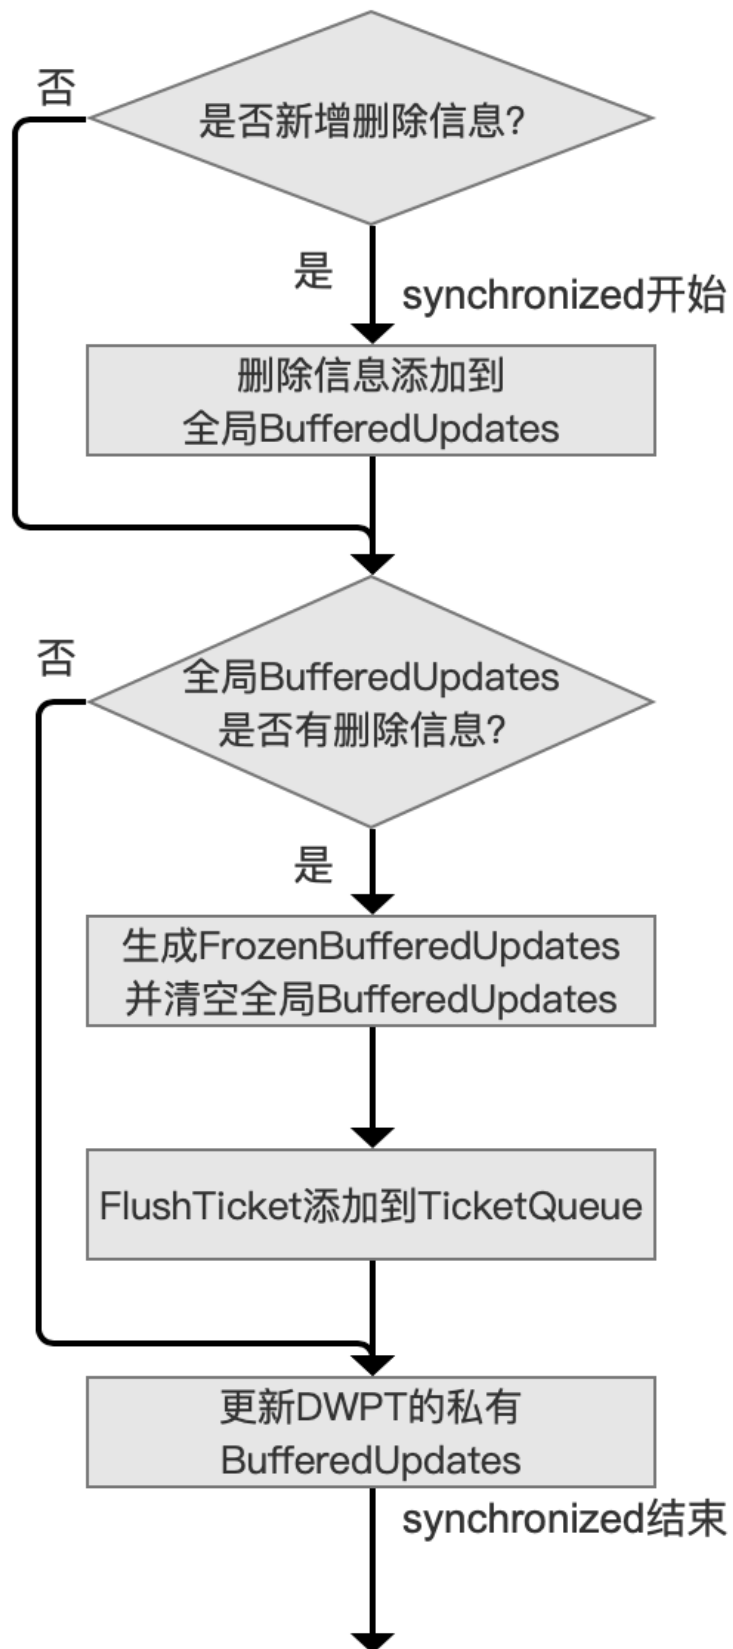 否
是否新增删除信息?
是
synchronized开始
删除信息添加到
全局BufferedUpdates
否
全局BufferedUpdates
是否有删除信息?
是
生成FrozenBufferedUpdates
并清空全局BufferedUpdates
FlushTicket添加到TicketQueue
更新DWPT的私有
BufferedUpdates
synchronized结束